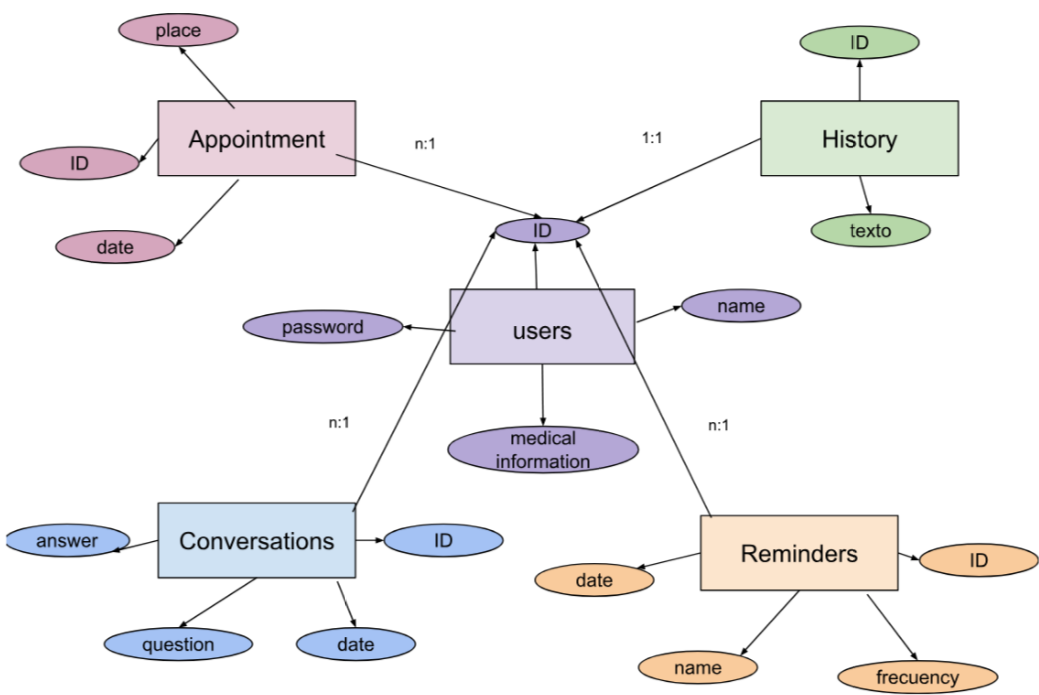 place
ID
Appointment
n:1
1:1
History
ID
date
ID
texto
password
users
name
n:1
medical
information
n:1
answer
Conversations
ID
Reminders
date
ID
question
date
name
frecuency